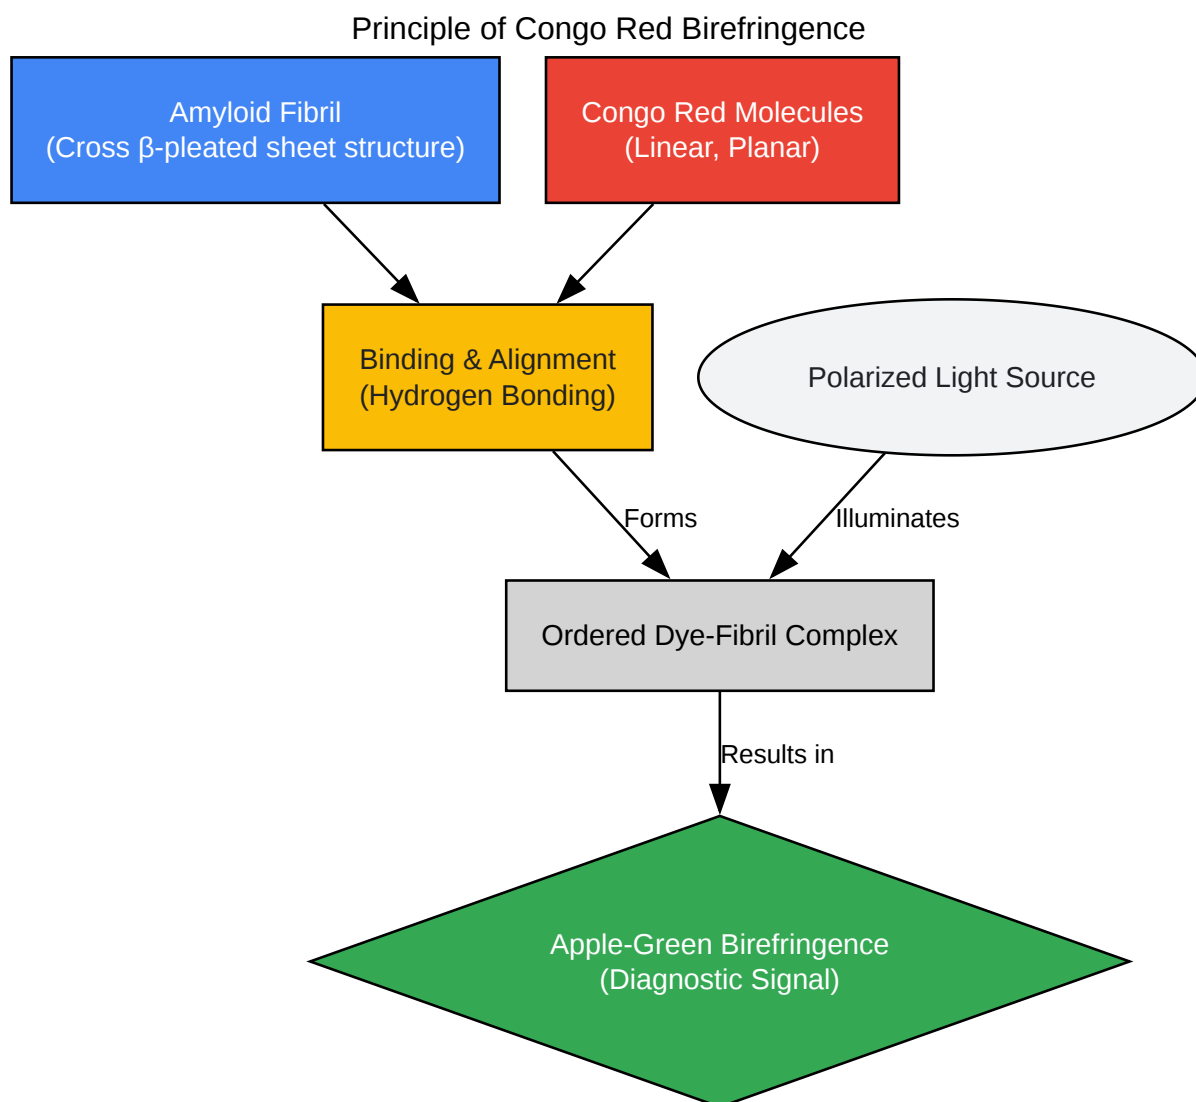 Principle of Congo Red Birefringence
Amyloid Fibril
(Cross β-pleated sheet structure)
Congo Red Molecules
(Linear, Planar)
Binding & Alignment
(Hydrogen Bonding)
Polarized Light Source
Forms
Illuminates
Ordered Dye-Fibril Complex
Results in
Apple-Green Birefringence
(Diagnostic Signal)